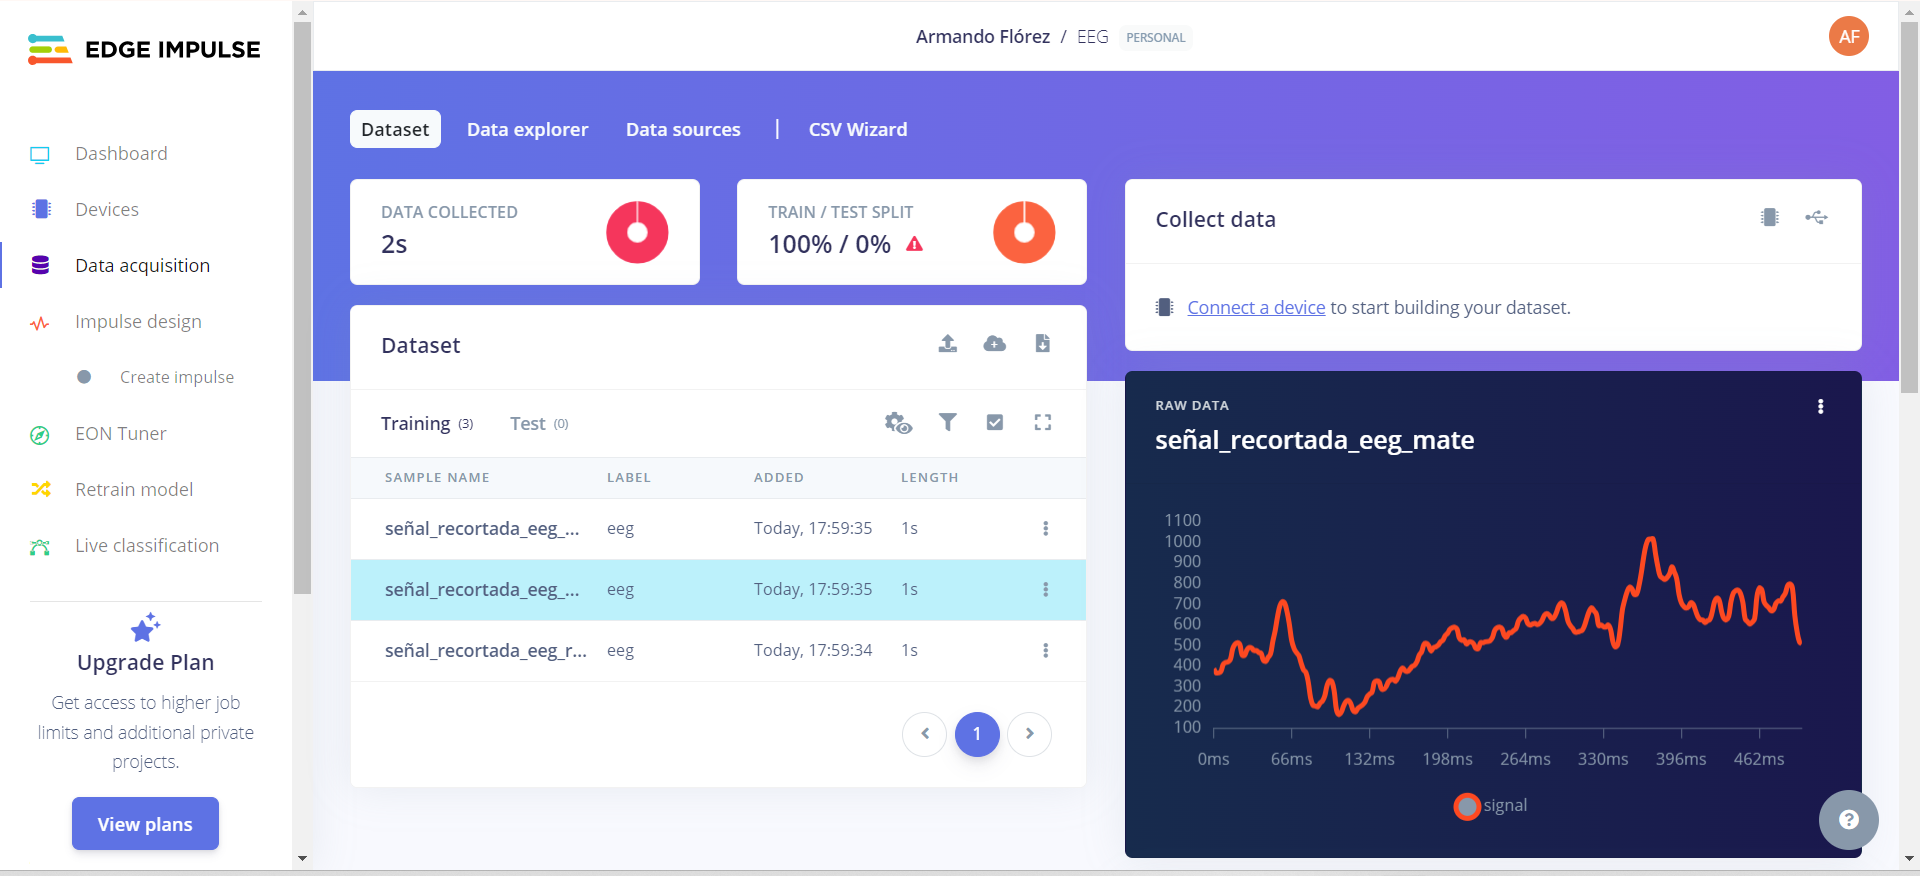 EDGE IMPULSE
Armando Flórez / EEG PERSONAL
AF
Dashboard
Devices
Data acquisition
Impulse design
Create impulse
EON Tuner
Retrain model
Live classification
Upgrade Plan
Get access to higher job
limits and additional private
projects.
View plans
Dataset Data explorer Data sources | CSV Wizard
DATA COLLECTED
2s
TRAIN / TEST SPLIT
100% / 0%
Collect data
Connect a device to start building your dataset.
Dataset
Training (3) Test (0)
SAMPLE NAME LABEL ADDED LENGTH
señal_recortada_eeg_... eeg Today, 17:59:35 1s
señal_recortada_eeg_... eeg Today, 17:59:35 1s
señal_recortada_eeg_r... eeg Today, 17:59:34 1s
1
RAW DATA
señal_recortada_eeg_mate
1100
1000
900
800
700
600
500
400
300
200
100
0ms 66ms 132ms 198ms 264ms 330ms 396ms 462ms
signal
?